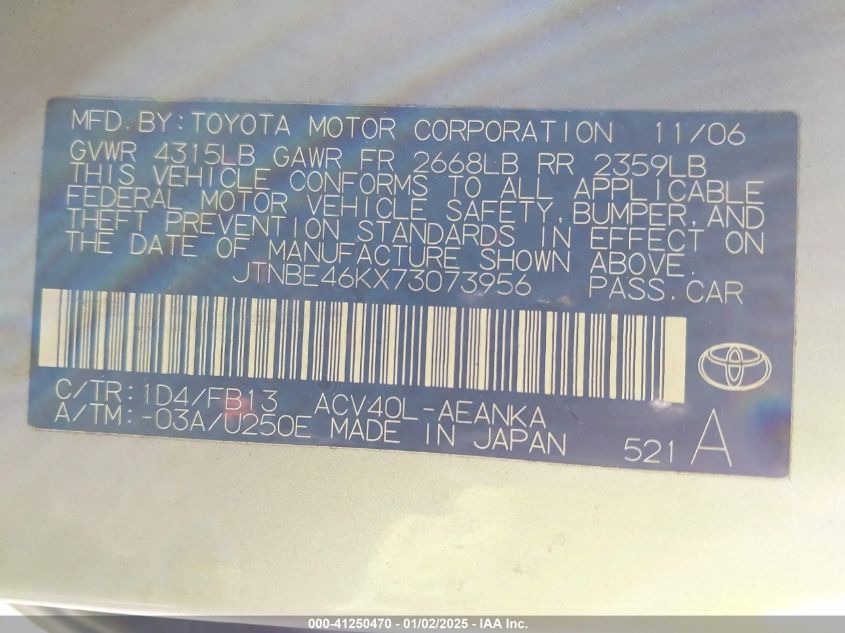 MFD.BY:TOYOTA MOTOR CORPORATION 11/06
GVWR 4315LB GAWR FR 2668LB RR 2359LB
THIS VEHICLE CONFORMS TO ALL APPLICABLE
FEDERAL MOTOR VEHICLE SAFETY,BUMPER,AND
THEFT PREVENTION STANDARDS IN EFFECT ON
THE DATE OF MANUFACTURE SHOWN ABOVE.
JTNBE46KX73073956 PASS.CAR
C/TR:1D4/FB13 ACV40L-AEANKA
A/TM:-03A/U250E MADE IN JAPAN 521 A
000-41250470 - 01/02/2025 - IAA Inc.